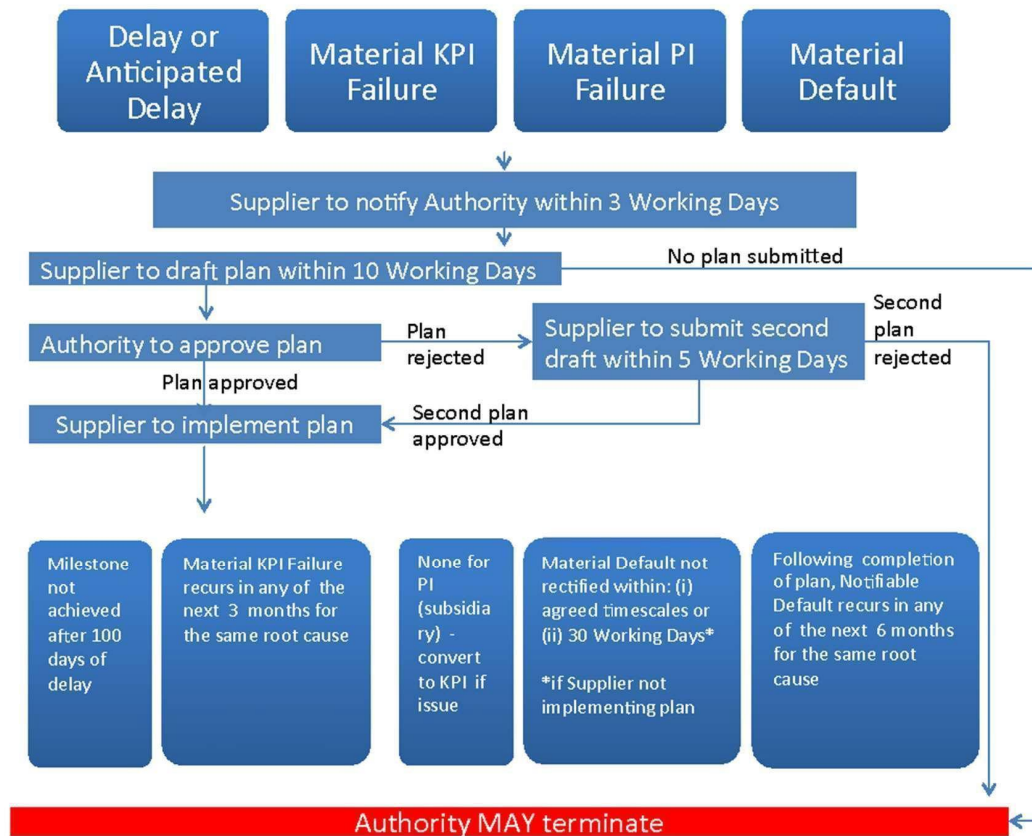 Delay or
Anticipated
Delay
Material KPI
Failure
Material PI
Failure
Material
Default
Supplier to notify Authority within 3 Working Days
Supplier to draft plan within 10 Working Days
No plan submitted
Authority to approve plan
Plan
rejected
Supplier to submit second
draft within 5 Working Days
Second
plan
rejected
Plan approved
Supplier to implement plan
Second plan
approved
Milestone
not
achieved
after 100
days of
delay
Material KPI Failure
recurs in any of the
next 3 months for
the same root cause
None for
PI
(subsidia
ry) -
convert
to KPI if
issue
Material Default not
rectified within: (i)
agreed timescales or
(ii) 30 Working Days*
*if Supplier not
implementing plan
Following completion
of plan, Notifiable
Default recurs in any
of the next 6 months
for the same root
cause
Authority MAY terminate